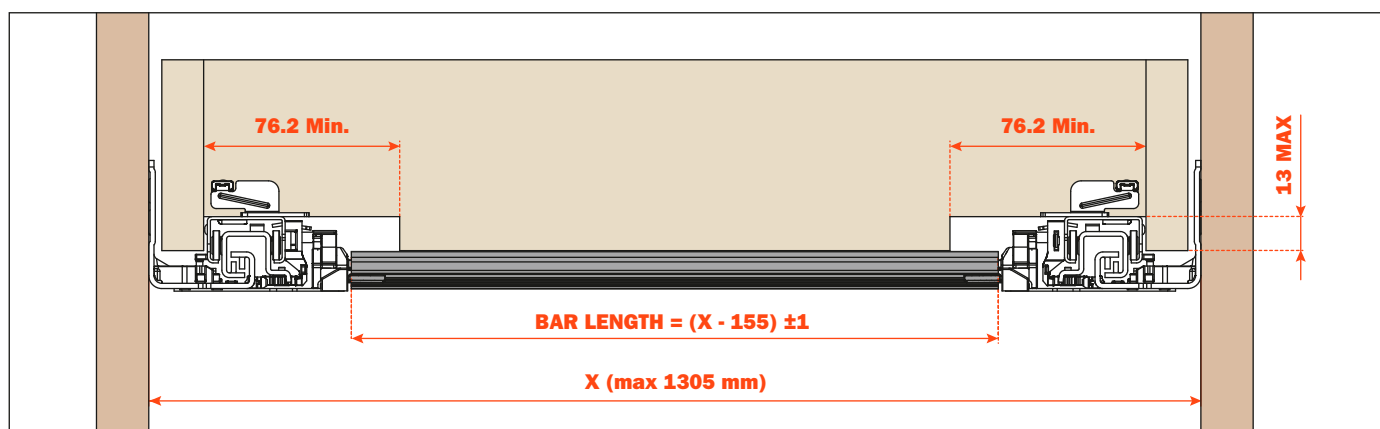 76.2 Min.
76.2 Min.
13 MAX
BAR LENGTH = (X - 155) ±1
X (max 1305 mm)